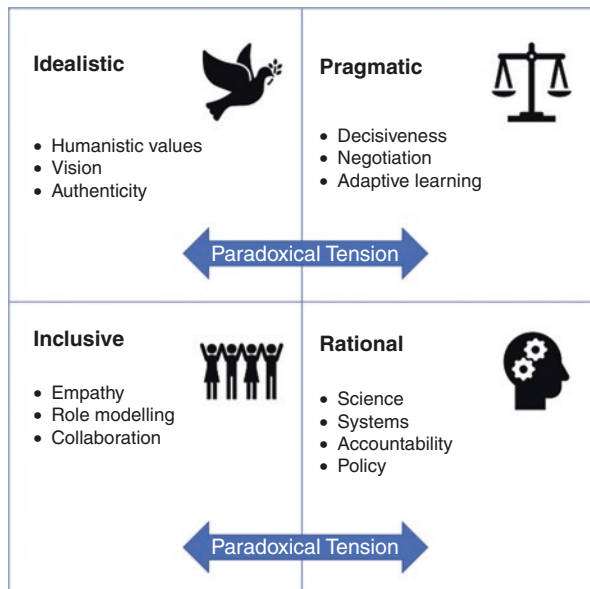 Idealistic
• Humanistic values
• Vision
• Authenticity
Pragmatic
• Decisiveness
• Negotiation
• Adaptive learning
Paradoxical Tension
Inclusive
• Empathy
• Role modelling
• Collaboration
Rational
• Science
• Systems
• Accountability
• Policy
Paradoxical Tension